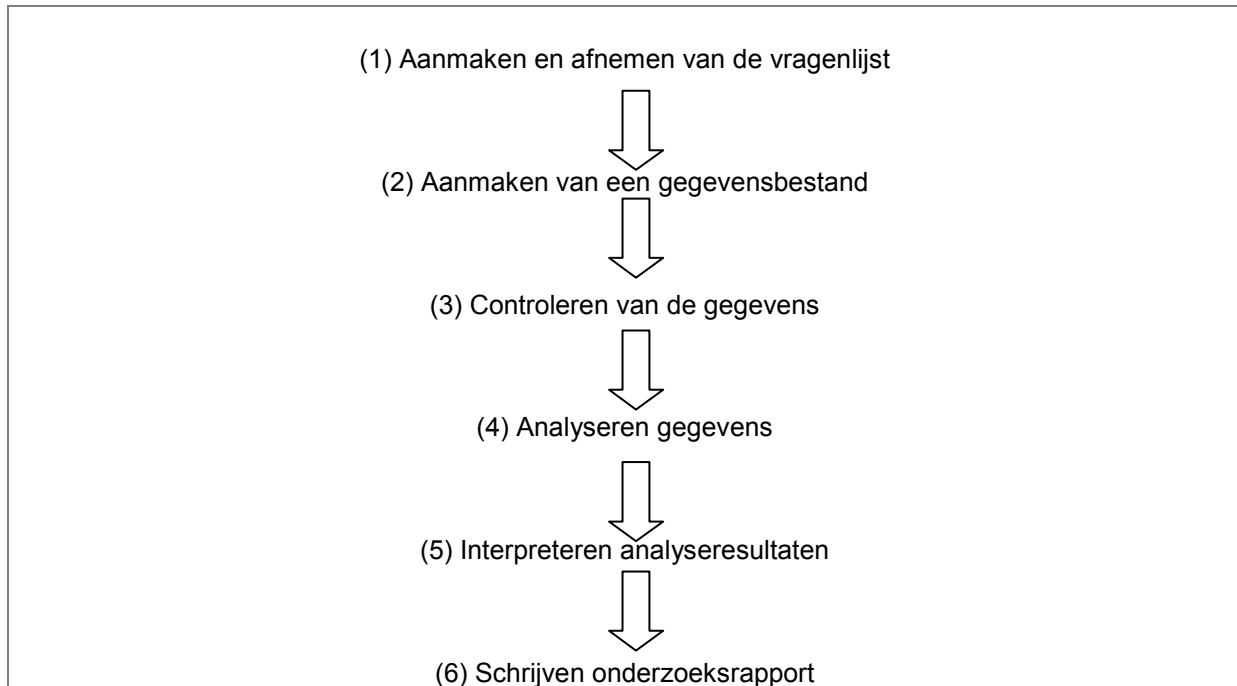 (1) Aanmaken en afnemen van de vragenlijst
(2) Aanmaken van een gegevensbestand
(3) Controleren van de gegevens
(4) Analyseren gegevens
(5) Interpreteren analyseresultaten
(6) Schrijven onderzoeksrapport